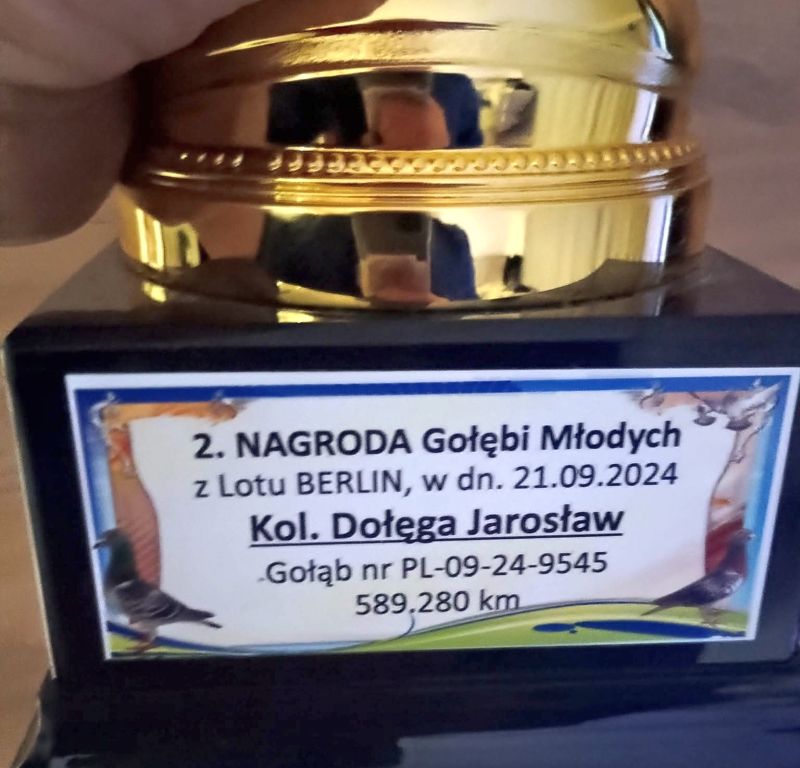 2. NAGRODA Gołębi Młodych
z Lotu BERLIN, w dn. 21.09.2024
Kol. Dołęga Jarosław
Gołąb nr PL-09-24-9545
589.280 km